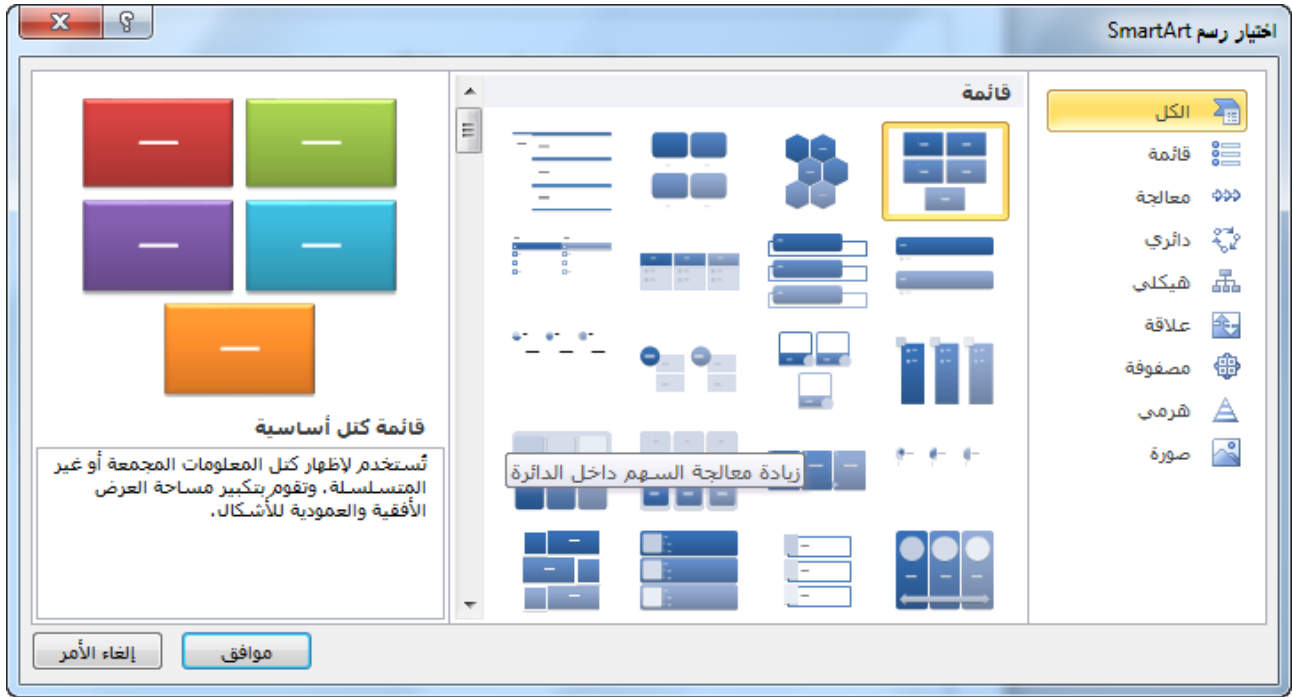 اختيار رسم SmartArt
الكل
قائمة
معالجة
دائري
هيكلي
علاقة
مصفوفة
هرمي
صورة
قائمة
زيادة معالجة السهم داخل الدائرة
قائمة كتل أساسية
تُستخدم لإظهار كتل المعلومات المجمعة أو غير
المتسلسلة. وتقوم بتكبير مساحة العرض
الأفقية والعمودية للأشكال.
موافق
إلغاء الأمر